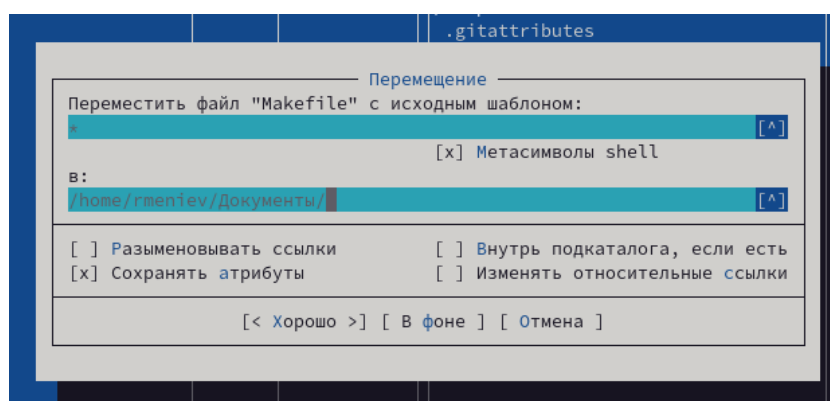 .gitattributes
Перемещение
Переместить файл "Makefile" с исходным шаблоном:
* [^]
[x] Метасимволы shell
в:
/home/rmeniev/Документы/ [^]
[ ] Разыменовывать ссылки [ ] Внутрь подкаталога, если есть
[x] Сохранять атрибуты [ ] Изменять относительные ссылки
[< Хорошо >] [ В фоне ] [ Отмена ]